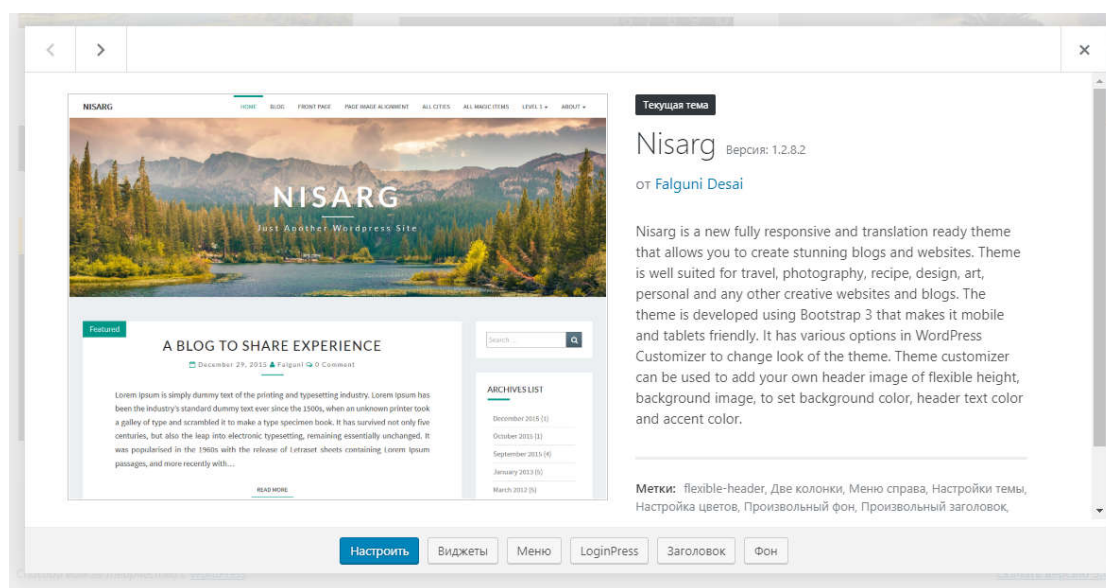 NISARG
HOME BLOG FRONT PAGE PAGE IMAGE ALIGNMENT ALL CITIES ALL MAGIC ITEMS LEVEL 1 ABOUT
NISARG
Just Another Wordpress Site
Featured
A BLOG TO SHARE EXPERIENCE
December 29, 2015 Falguni 0 Comment
Lorem Ipsum is simply dummy text of the printing and typesetting industry. Lorem Ipsum has
been the industry's standard dummy text ever since the 1500s, when an unknown printer took
a galley of type and scrambled it to make a type specimen book. It has survived not only five
centuries, but also the leap into electronic typesetting, remaining essentially unchanged. It
was popularised in the 1960s with the release of Letraset sheets containing Lorem Ipsum
passages, and more recently with…
READ MORE
Search ...
ARCHIVES LIST
December 2015 (1)
October 2015 (1)
September 2015 (4)
January 2013 (5)
March 2012 (5)
Текущая тема
Nisarg Версия: 1.2.8.2
от Falguni Desai
Nisarg is a new fully responsive and translation ready theme
that allows you to create stunning blogs and websites. Theme
is well suited for travel, photography, recipe, design, art,
personal and any other creative websites and blogs. The
theme is developed using Bootstrap 3 that makes it mobile
and tablets friendly. It has various options in WordPress
Customizer to change look of the theme. Theme customizer
can be used to add your own header image of flexible height,
background image, to set background color, header text color
and accent color.
Метки: flexible-header, Две колонки, Меню справа, Настройки темы,
Настройка цветов, Произвольный фон, Произвольный заголовок,
Настроить Виджеты Меню LoginPress Заголовок Фон